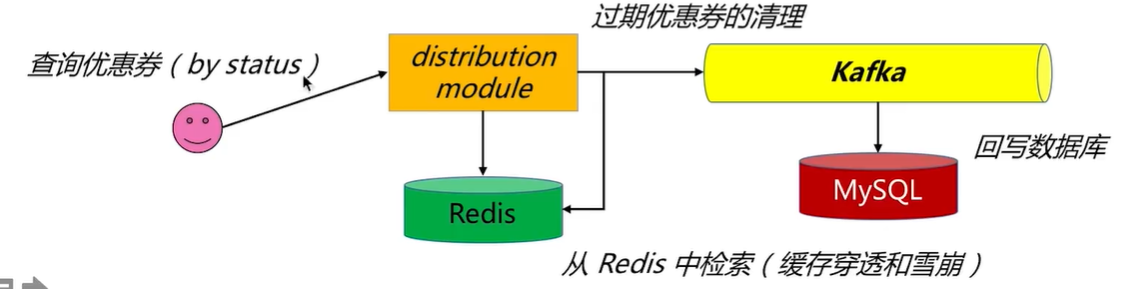 过期优惠券的清理
查询优惠券（by status）
distribution
module
Kafka
回写数据库
MySQL
Redis
从 Redis 中检索（缓存穿透和雪崩）